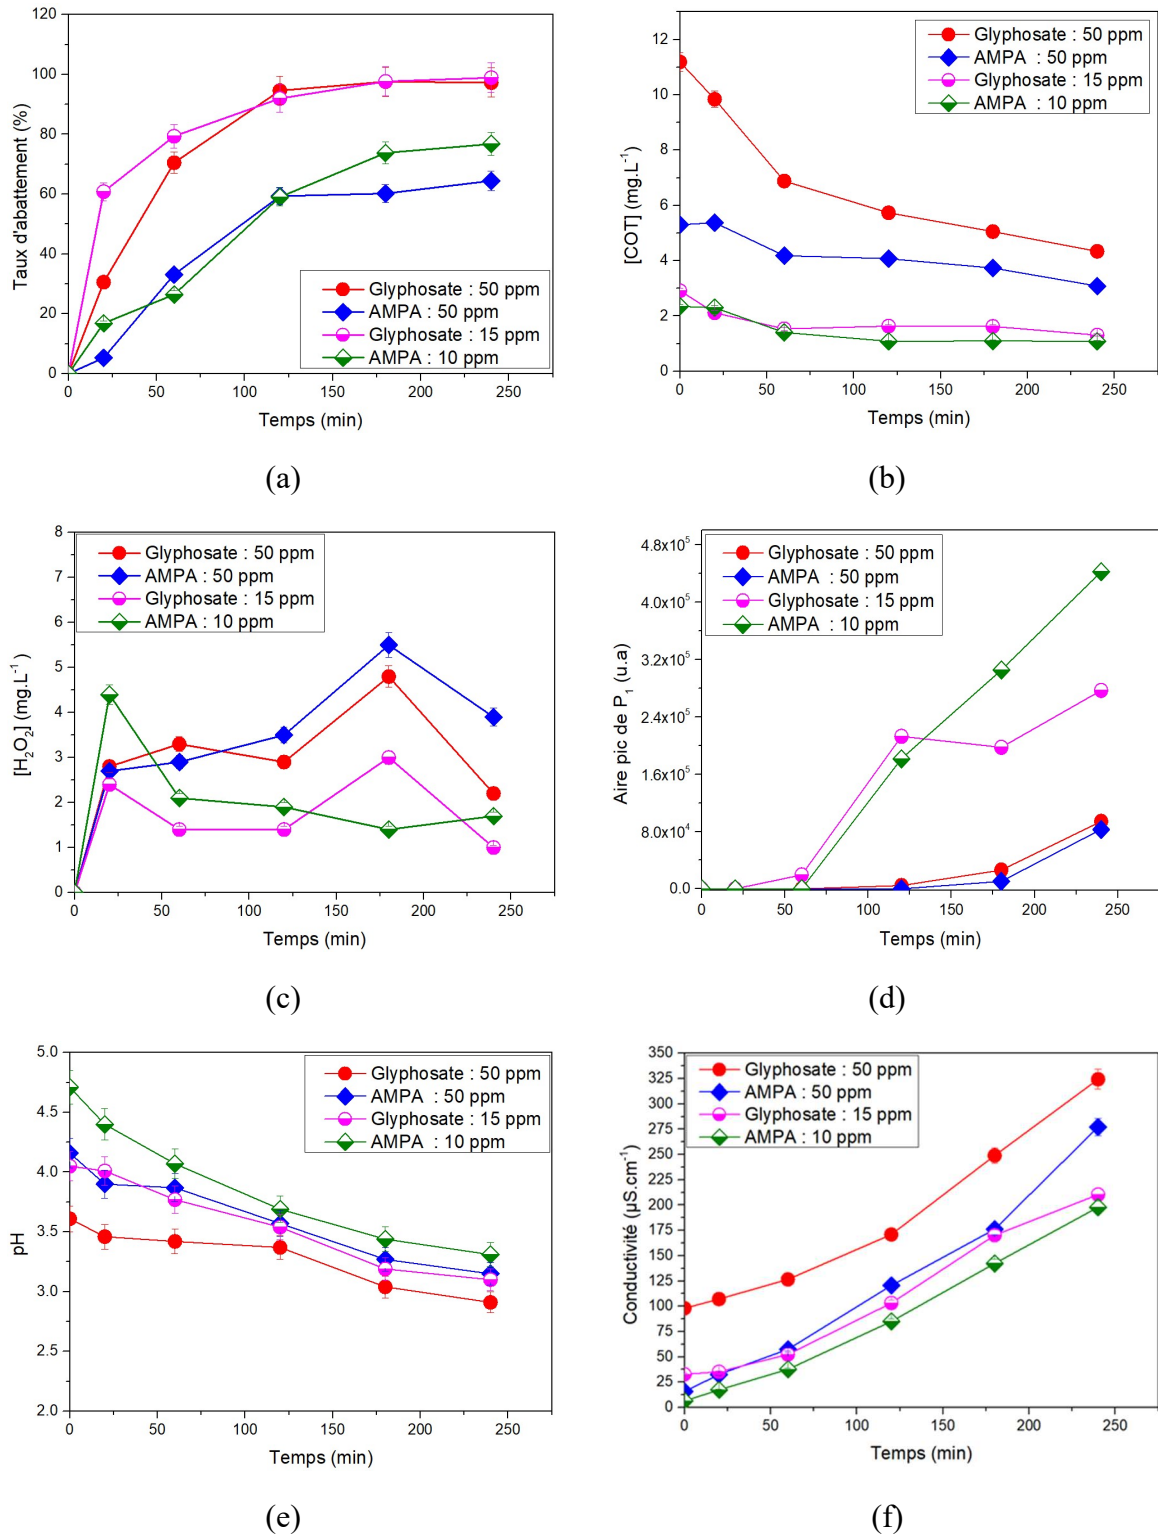 120
100
80
60
40
20
0
Taux d'abattement (%)
Glyphosate : 50 ppm
AMPA : 50 ppm
Glyphosate : 15 ppm
AMPA : 10 ppm
0 50 100 150 200 250
Temps (min)
(a)
12
10
8
6
4
2
0
[COT] (mg.L⁻¹)
Glyphosate : 50 ppm
AMPA : 50 ppm
Glyphosate : 15 ppm
AMPA : 10 ppm
0 50 100 150 200 250
Temps (min)
(b)
8
7
6
5
4
3
2
1
0
[H₂O₂] (mg.L⁻¹)
Glyphosate : 50 ppm
AMPA : 50 ppm
Glyphosate : 15 ppm
AMPA : 10 ppm
0 50 100 150 200 250
Temps (min)
(c)
4.8x10⁵
4.0x10⁵
3.2x10⁵
2.4x10⁵
1.6x10⁵
8.0x10⁴
0.0
Aire pic de P₁ (u.a)
Glyphosate : 50 ppm
AMPA : 50 ppm
Glyphosate : 15 ppm
AMPA : 10 ppm
0 50 100 150 200 250
Temps (min)
(d)
5.0
4.5
4.0
3.5
3.0
2.5
2.0
pH
Glyphosate : 50 ppm
AMPA : 50 ppm
Glyphosate : 15 ppm
AMPA : 10 ppm
0 50 100 150 200 250
Temps (min)
(e)
350
325
300
275
250
225
200
175
150
125
100
75
50
25
0
Conductivité (µS.cm⁻¹)
Glyphosate : 50 ppm
AMPA : 50 ppm
Glyphosate : 15 ppm
AMPA : 10 ppm
0 50 100 150 200 250
Temps (min)
(f)